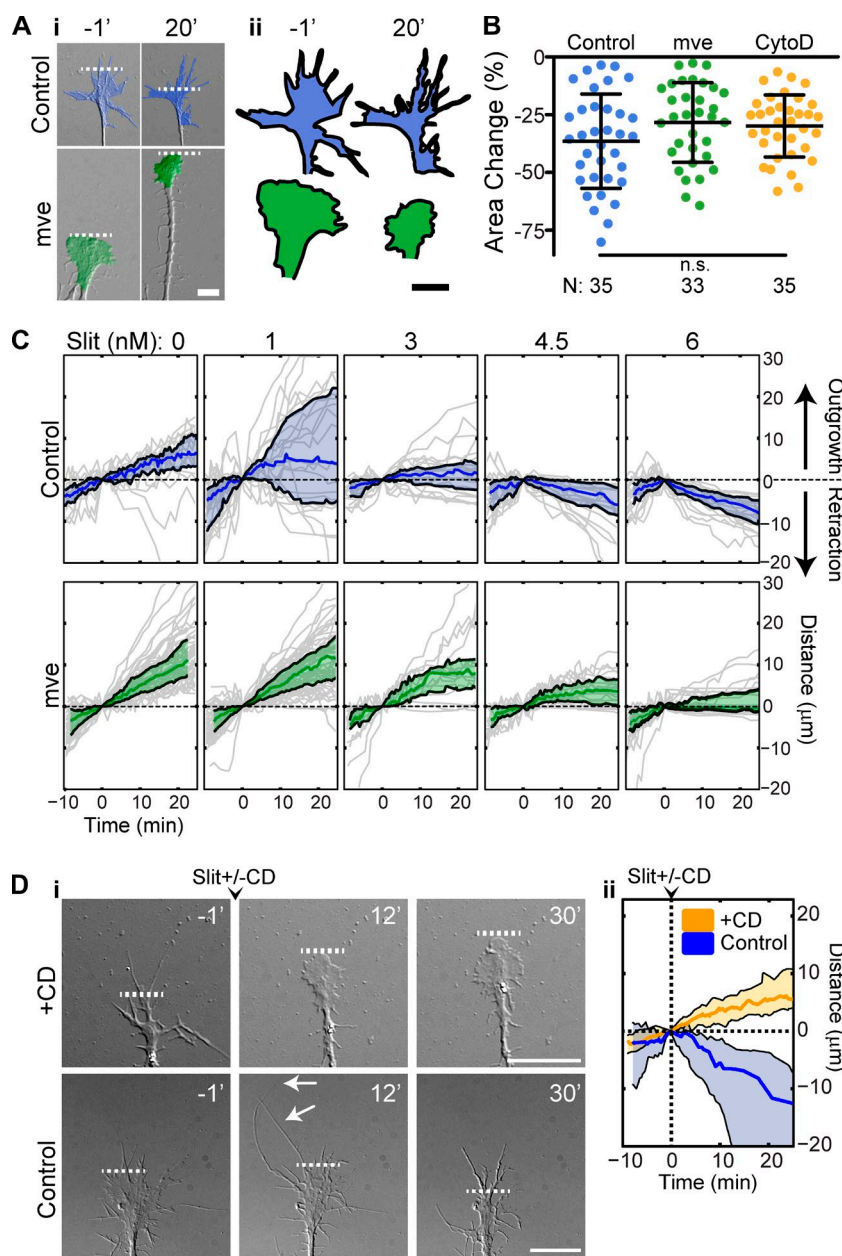 A
i
-1’
20’
Control
mve
ii
-1’
20’
B
Control
mve
CytoD
Area Change (%)
0
-25
-50
-75
n.s.
N: 35
33
35
C
Slit (nM): 0
1
3
4.5
6
Control
30
20
10
0
−10
−20
Outgrowth
Retraction
mve
30
20
10
0
−10
−20
Distance (μm)
−10 0 10 20
0 10 20
0 10 20
0 10 20
0 10 20
Time (min)
D
Slit+/-CD
i
+CD
-1’
12’
30’
Control
-1’
12’
30’
ii
Slit+/-CD
+CD
Control
20
10
0
−10
−20
Distance (μm)
−10 0 10 20
Time (min)